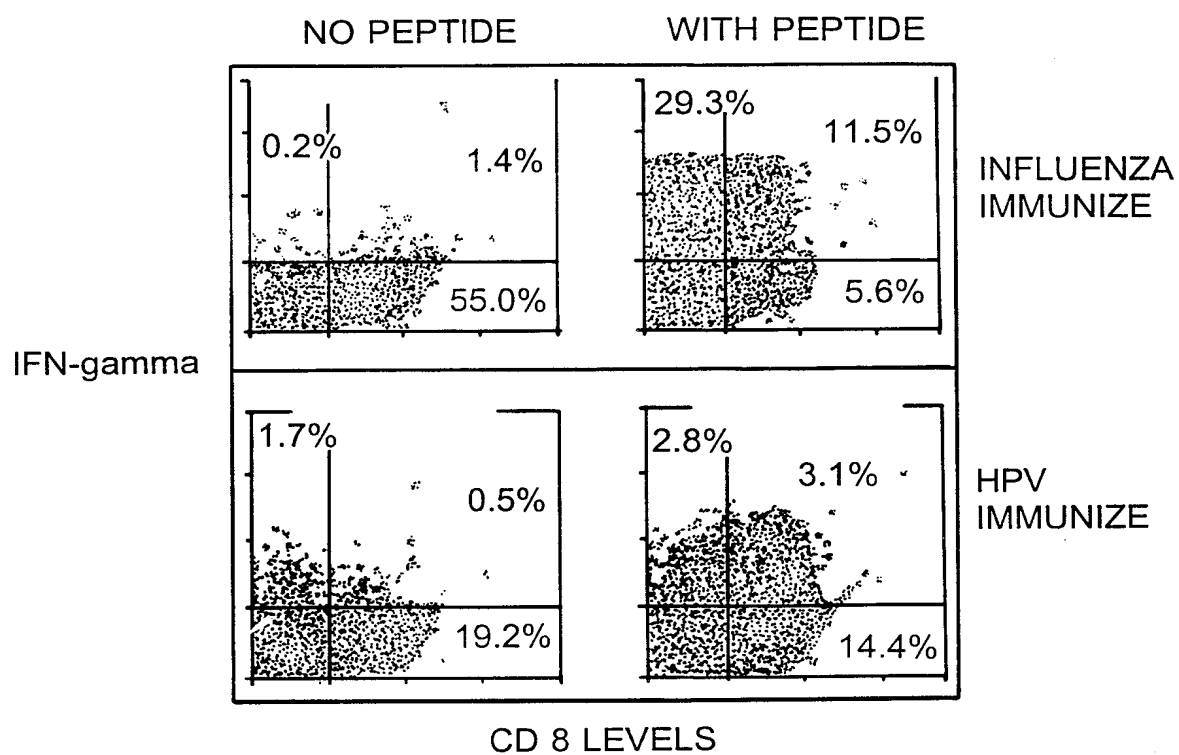 NO PEPTIDE
WITH PEPTIDE
0.2%
1.4%
55.0%
29.3%
11.5%
5.6%
INFLUENZA
IMMUNIZE
IFN-gamma
1.7%
0.5%
19.2%
2.8%
3.1%
14.4%
HPV
IMMUNIZE
CD 8 LEVELS